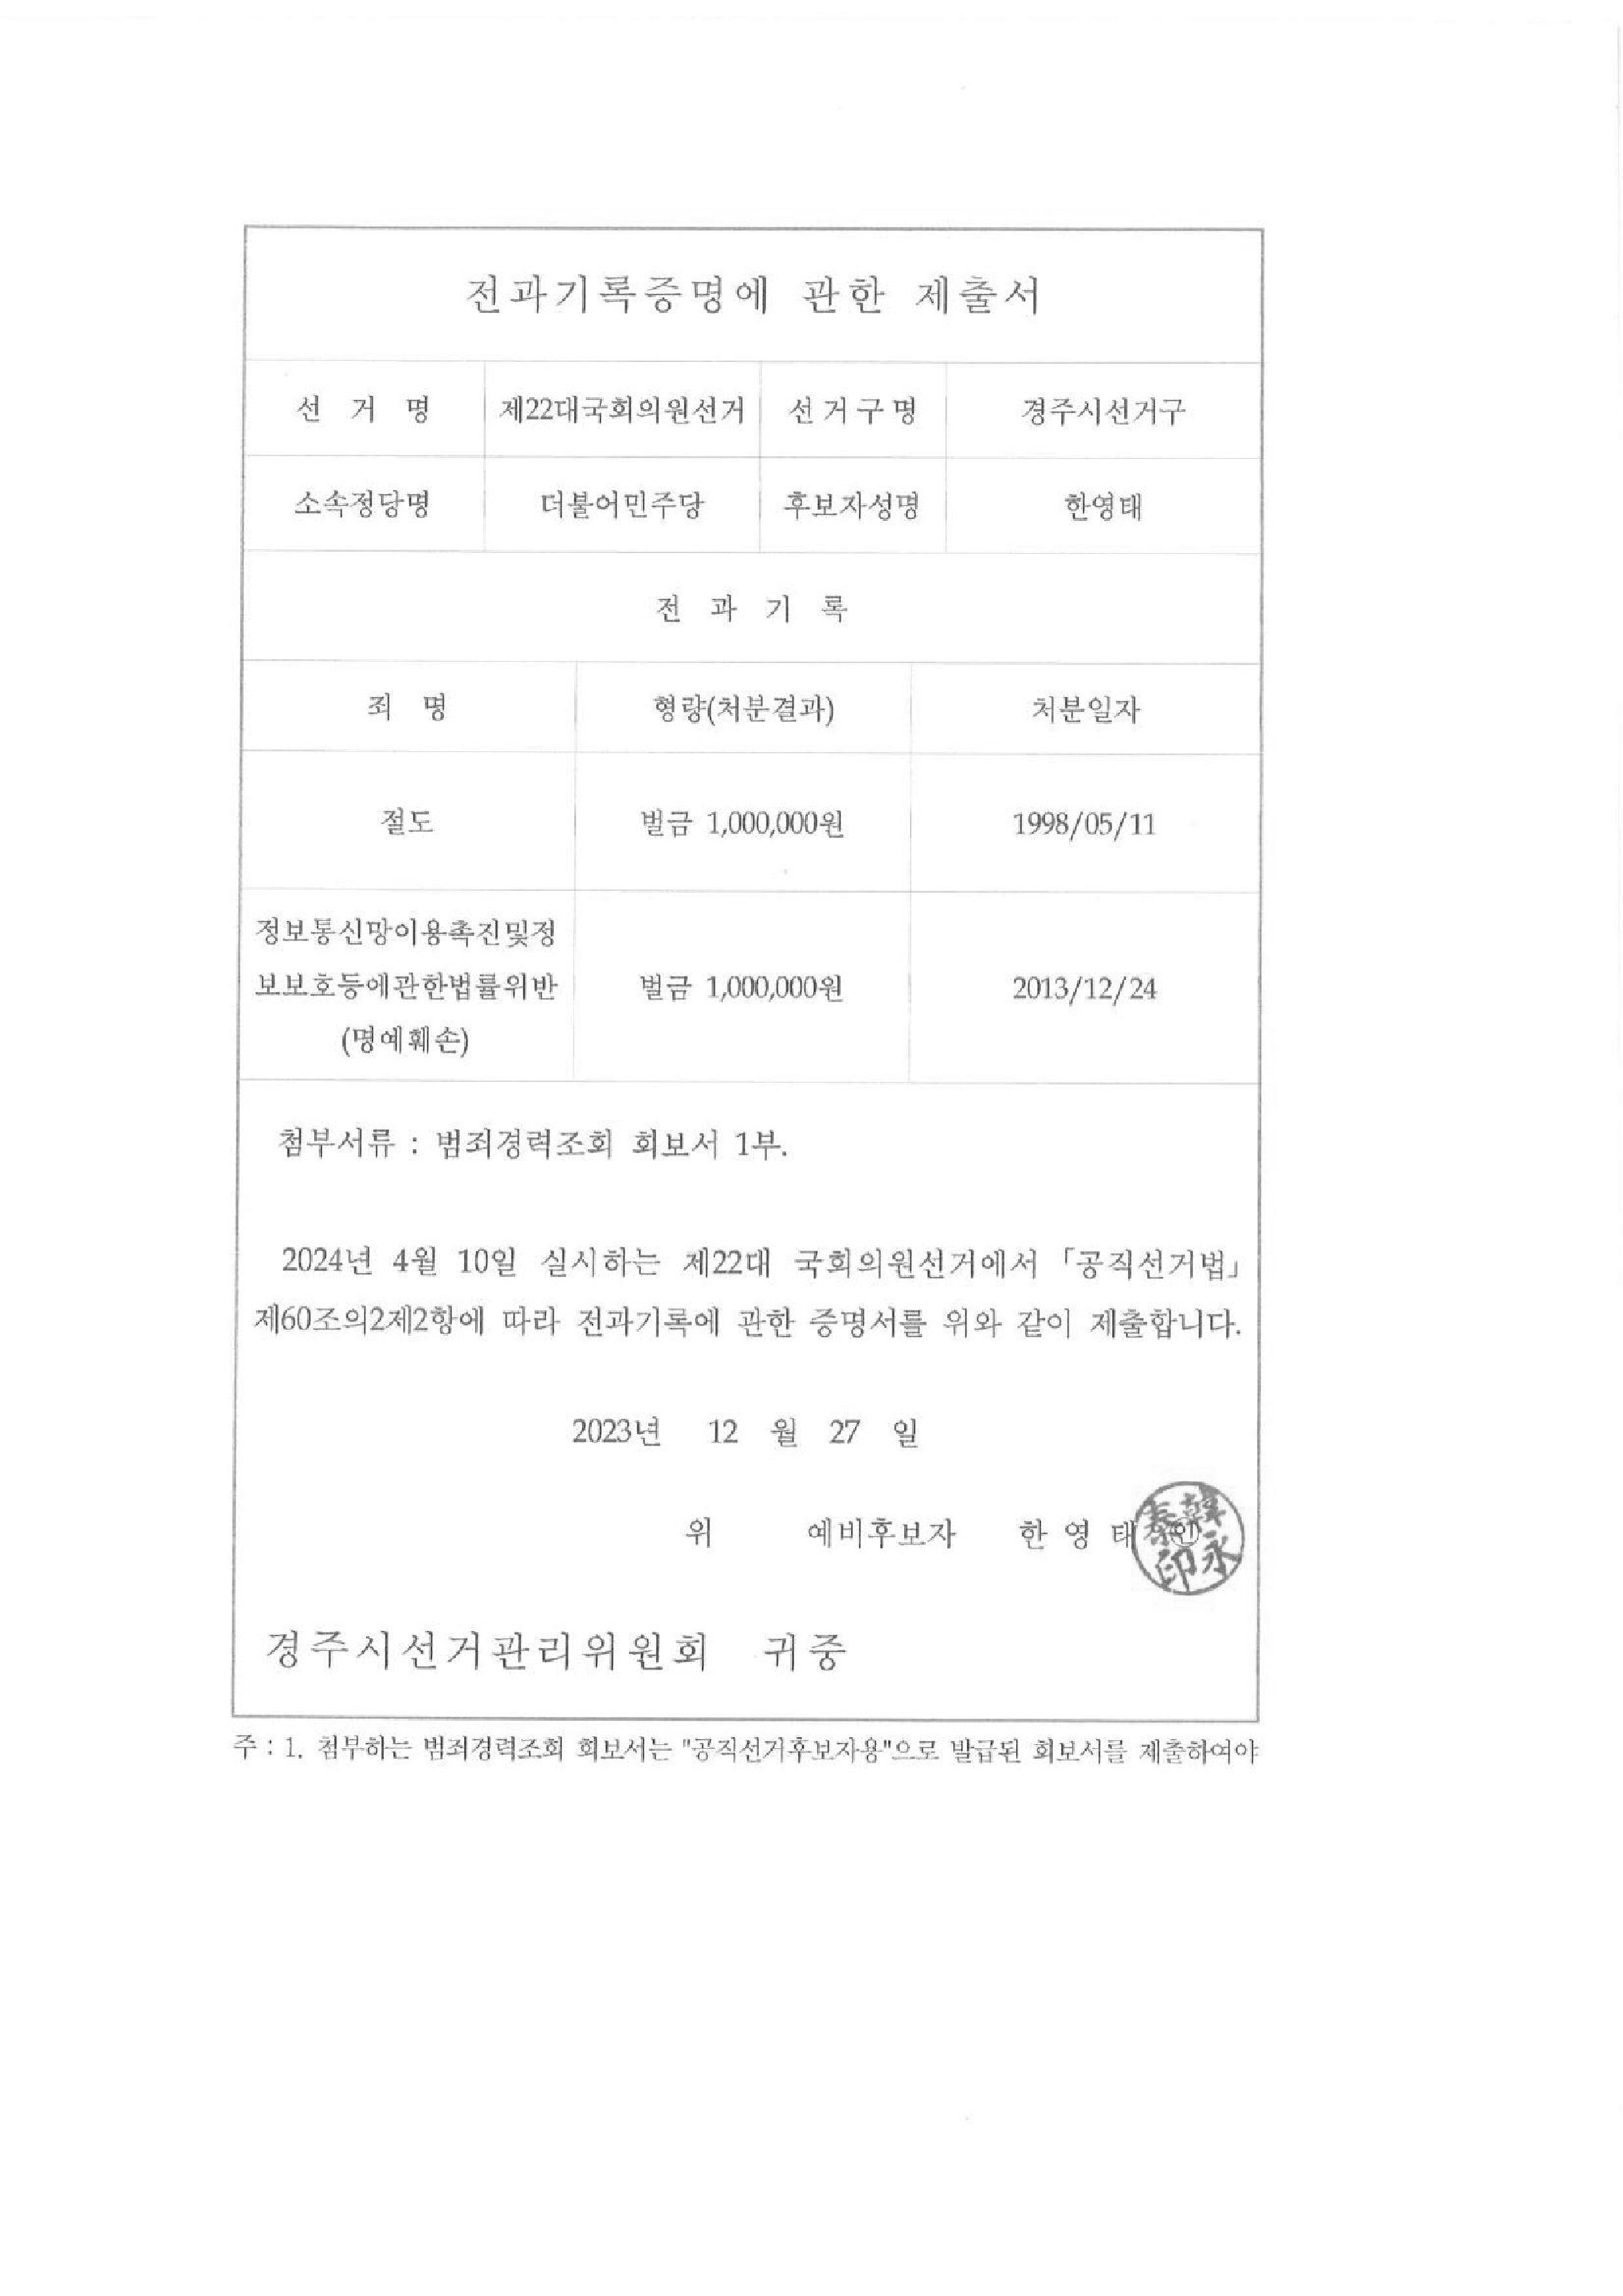 전과기록증명에 관한 제출서
선 거 명 제22대국회의원선거 선거구명 경주시선거구
소속정당명 더불어민주당 후보자성명 한영태
전 과 기 록
죄 명 형량(처분결과) 처분일자
절도 벌금 1,000,000원 1998/05/11
정보통신망이용촉진및정
보보호등에관한법률위반 벌금 1,000,000원 2013/12/24
(명예훼손)
첨부서류 : 범죄경력조회 회보서 1부.
2024년 4월 10일 실시하는 제22대 국회의원선거에서 「공직선거법」
제60조의2제2항에 따라 전과기록에 관한 증명서를 위와 같이 제출합니다.
2023년 12 월 27 일
위 예비후보자 한 영 태 韓永泰印
경주시선거관리위원회 귀중
주 : 1. 첨부하는 범죄경력조회 회보서는 "공직선거후보자용"으로 발급된 회보서를 제출하여야